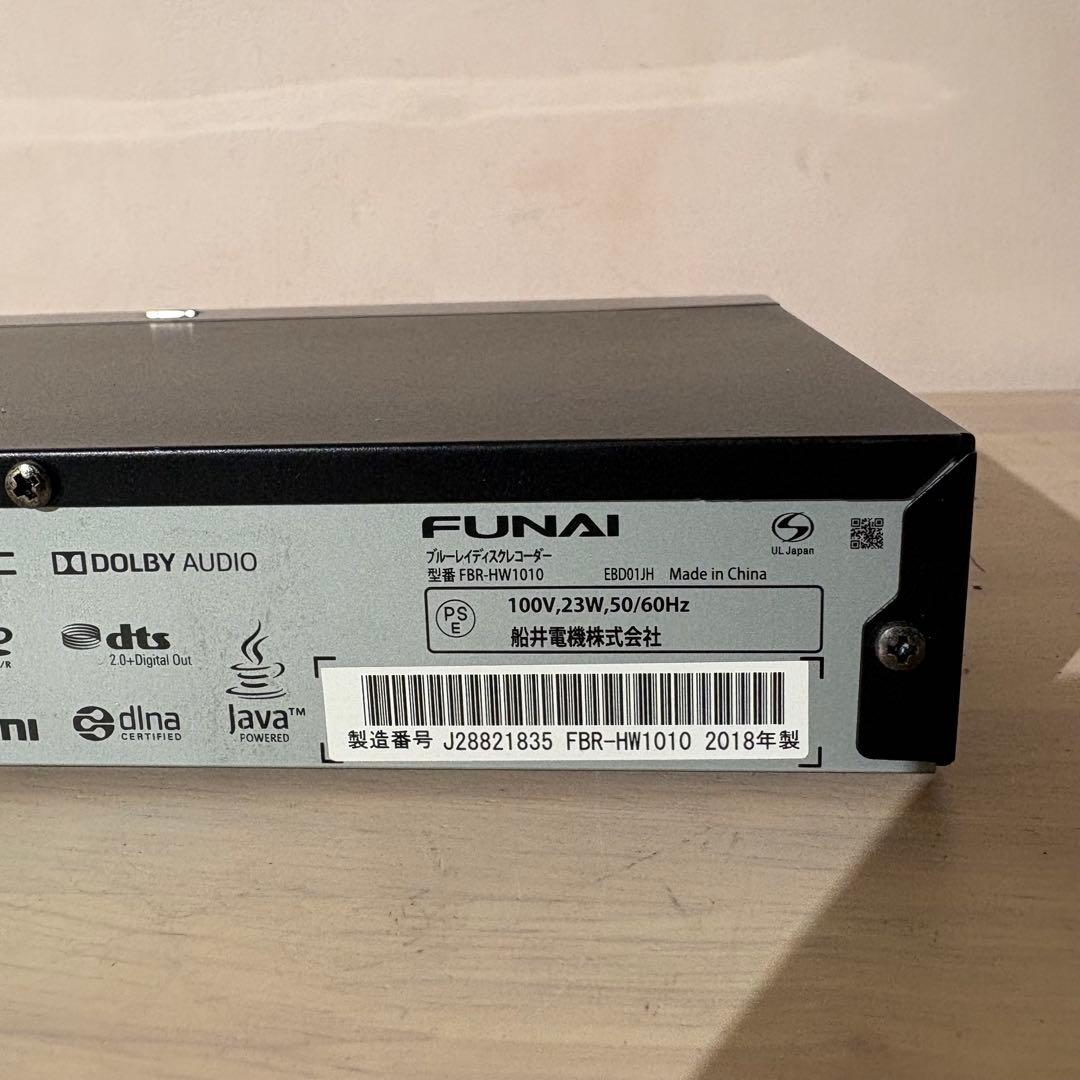 FUNAI
ブルーレイディスクレコーダー
型番 FBR-HW1010 EBD01JH Made in China
UL Japan
PS
E
100V,23W,50/60Hz
船井電機株式会社
製造番号 J28821835 FBR-HW1010 2018年製
C
DOLBY AUDIO
/R
dts
2.0+Digital Out
mi
dlna
CERTIFIED
Java™
POWERED